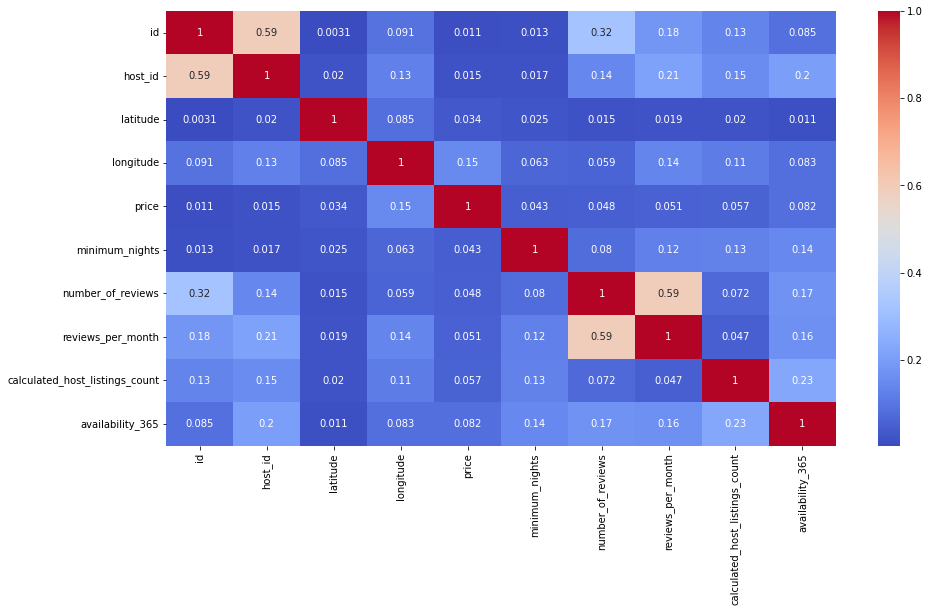 id 1 0.59 0.0031 0.091 0.011 0.013 0.32 0.18 0.13 0.085
host_id 0.59 1 0.02 0.13 0.015 0.017 0.14 0.21 0.15 0.2
latitude 0.0031 0.02 1 0.085 0.034 0.025 0.015 0.019 0.02 0.011
longitude 0.091 0.13 0.085 1 0.15 0.063 0.059 0.14 0.11 0.083
price 0.011 0.015 0.034 0.15 1 0.043 0.048 0.051 0.057 0.082
minimum_nights 0.013 0.017 0.025 0.063 0.043 1 0.08 0.12 0.13 0.14
number_of_reviews 0.32 0.14 0.015 0.059 0.048 0.08 1 0.59 0.072 0.17
reviews_per_month 0.18 0.21 0.019 0.14 0.051 0.12 0.59 1 0.047 0.16
calculated_host_listings_count 0.13 0.15 0.02 0.11 0.057 0.13 0.072 0.047 1 0.23
availability_365 0.085 0.2 0.011 0.083 0.082 0.14 0.17 0.16 0.23 1
id
host_id
latitude
longitude
price
minimum_nights
number_of_reviews
reviews_per_month
calculated_host_listings_count
availability_365
1.0
0.8
0.6
0.4
0.2